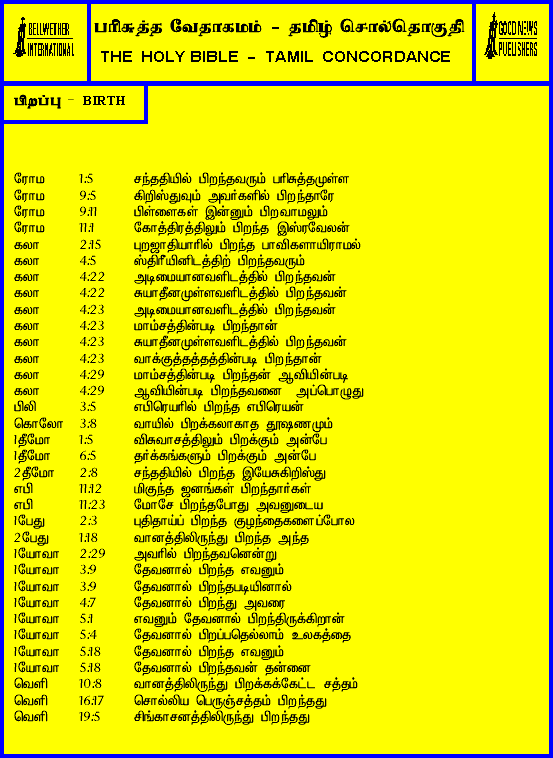 BELLWETHER
INTERNATIONAL
பரிசுத்த வேதாகமம் - தமிழ் சொல்தொகுதி
THE HOLY BIBLE - TAMIL CONCORDANCE
GOOD NEWS
PUBLISHERS
பிறப்பு - BIRTH
ரோம 1:5 சந்ததியில் பிறந்தவரும் பரிசுத்தமுள்ள
ரோம 9:5 கிறிஸ்துவும் அவர்களில் பிறந்தாரே
ரோம 9:11 பிள்ளைகள் இன்னும் பிறவாமலும்
ரோம 11:1 கோத்திரத்திலும் பிறந்த இஸ்ரவேலன்
கலா 2:15 புறஜாதியாரில் பிறந்த பாவிகளாயிராமல்
கலா 4:5 ஸ்திரீயினிடத்திற் பிறந்தவரும்
கலா 4:22 அடிமையானவளிடத்தில் பிறந்தவன்
கலா 4:22 சுயாதீனமுள்ளவளிடத்தில் பிறந்தவன்
கலா 4:23 அடிமையானவளிடத்தில் பிறந்தவன்
கலா 4:23 மாம்சத்தின்படி பிறந்தான்
கலா 4:23 சுயாதீனமுள்ளவளிடத்தில் பிறந்தவன்
கலா 4:23 வாக்குத்தத்தத்தின்படி பிறந்தான்
கலா 4:29 மாம்சத்தின்படி பிறந்தன் ஆவியின்படி
கலா 4:29 ஆவியின்படி பிறந்தவனை அப்பொழுது
பிலி 3:5 எபிரெயரில் பிறந்த எபிரெயன்
கொலோ 3:8 வாயில் பிறக்கலாகாத தூஷணமும்
1தீமோ 1:5 விசுவாசத்திலும் பிறக்கும் அன்பே
1தீமோ 6:5 தர்க்கங்களும் பிறக்கும் அன்பே
2தீமோ 2:8 சந்ததியில் பிறந்த இயேசுகிறிஸ்து
எபி 11:12 மிகுந்த ஜனங்கள் பிறந்தார்கள்
எபி 11:23 மோசே பிறந்தபோது அவனுடைய
1பேது 2:3 புதிதாய்ப் பிறந்த குழந்தைகளைப்போல
2பேது 1:18 வானத்திலிருந்து பிறந்த அந்த
1யோவா 2:29 அவரில் பிறந்தவனென்று
1யோவா 3:9 தேவனால் பிறந்த எவனும்
1யோவா 3:9 தேவனால் பிறந்தபடியினால்
1யோவா 4:7 தேவனால் பிறந்து அவரை
1யோவா 5:1 எவனும் தேவனால் பிறந்திருக்கிறான்
1யோவா 5:4 தேவனால் பிறப்பதெல்லாம் உலகத்தை
1யோவா 5:18 தேவனால் பிறந்த எவனும்
1யோவா 5:18 தேவனால் பிறந்தவன் தன்னை
வெளி 10:8 வானத்திலிருந்து பிறக்கக்கேட்ட சத்தம்
வெளி 16:17 சொல்லிய பெருஞ்சத்தம் பிறந்தது
வெளி 19:5 சிங்காசனத்திலிருந்து பிறந்தது